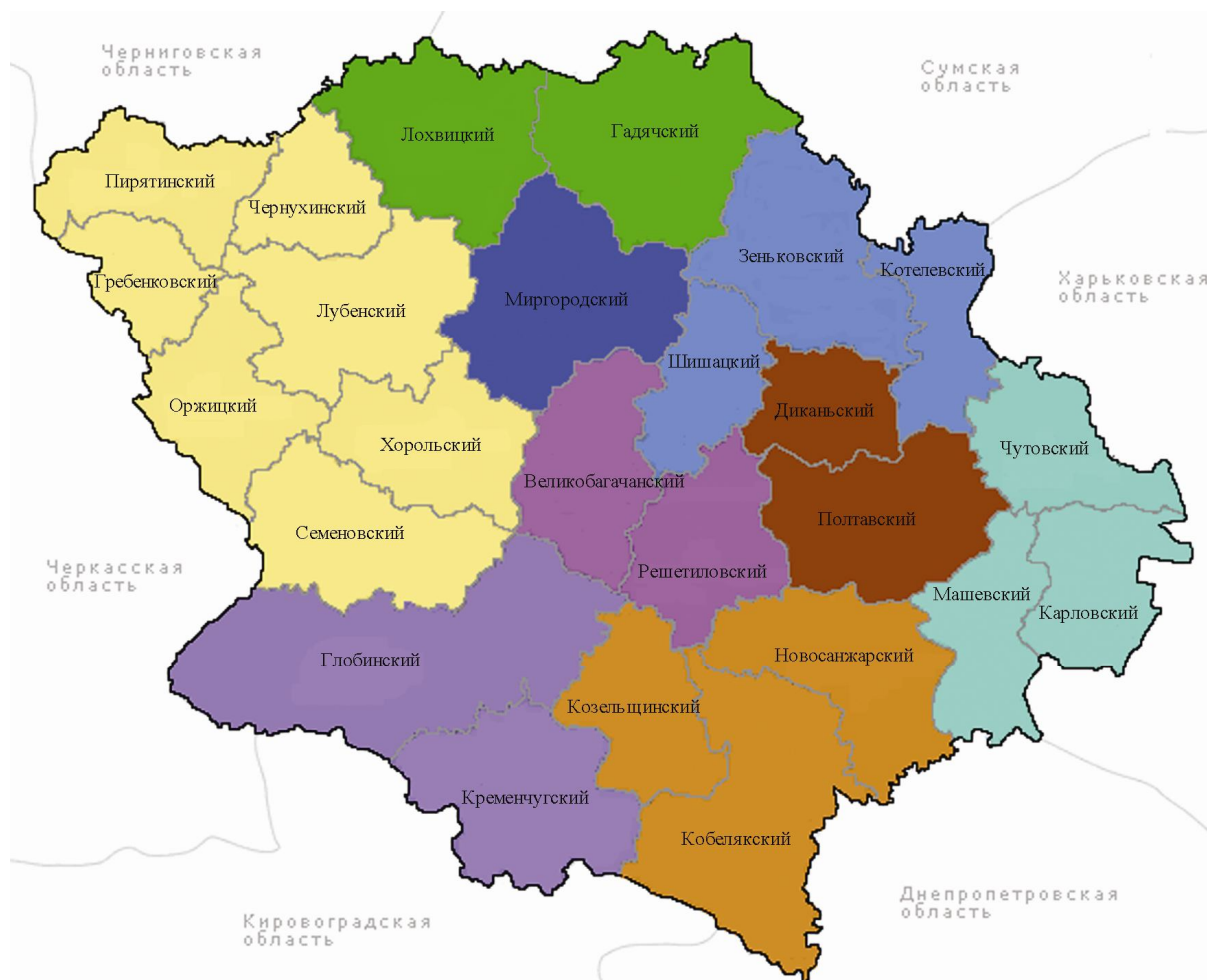 Черниговская
область
Сумская
область
Лохвицкий
Гадячский
Пирятинский
Чернухинский
Зеньковский
Котелевский
Гребенковский
Харьковская
область
Миргородский
Лубенский
Шишацкий
Оржицкий
Диканьский
Хорольский
Чутовский
Великобагачанский
Семеновский
Полтавский
Черкасская
область
Решетиловский
Машевский
Карловский
Глобинский
Новосанжарский
Козельщинский
Кременчугский
Кобелякский
Днепропетровская
область
Кировоградская
область